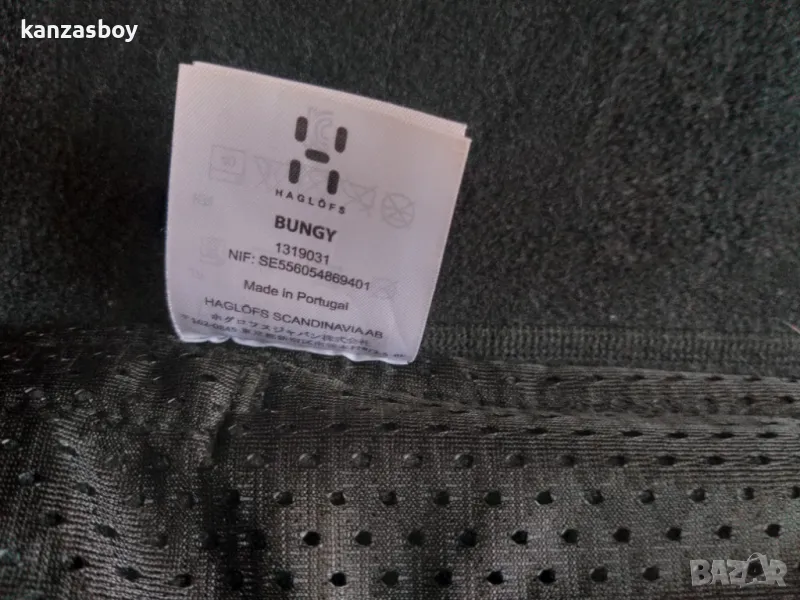 kanzasboy
HAGLÖFS
BUNGY
1319031
NIF: SE556054869401
Made in Portugal
HAGLÖFS SCANDINAVIA AB
ホグロフスジャパン株式会社
BAZAR